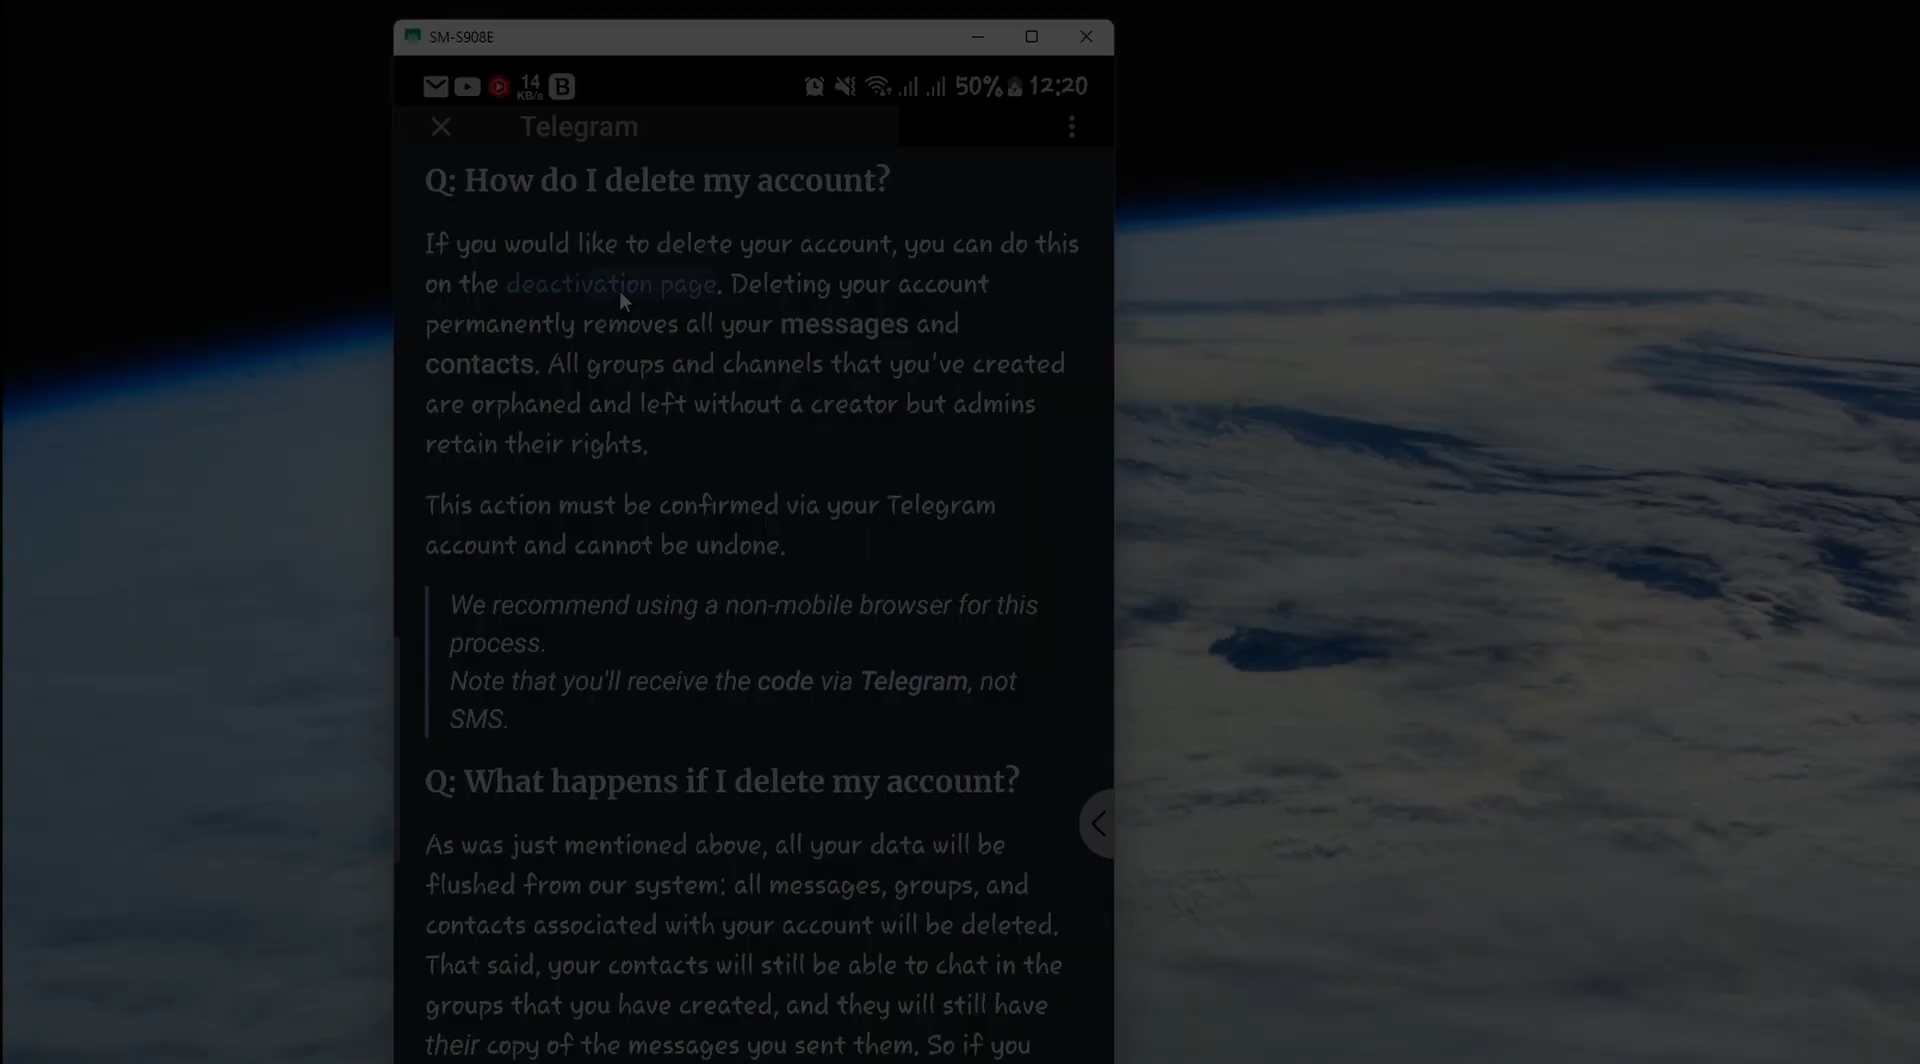 SM-S908E
14
KB/s
B
50%
12:20
Telegram
Q: How do I delete my account?
If you would like to delete your account, you can do this
on the deactivation page. Deleting your account
permanently removes all your messages and
contacts. All groups and channels that you've created
are orphaned and left without a creator but admins
retain their rights.
This action must be confirmed via your Telegram
account and cannot be undone.
We recommend using a non-mobile browser for this
process.
Note that you'll receive the code via Telegram, not
SMS.
Q: What happens if I delete my account?
As was just mentioned above, all your data will be
flushed from our system: all messages, groups, and
contacts associated with your account will be deleted.
That said, your contacts will still be able to chat in the
groups that you have created, and they will still have
their copy of the messages you sent them. So if you